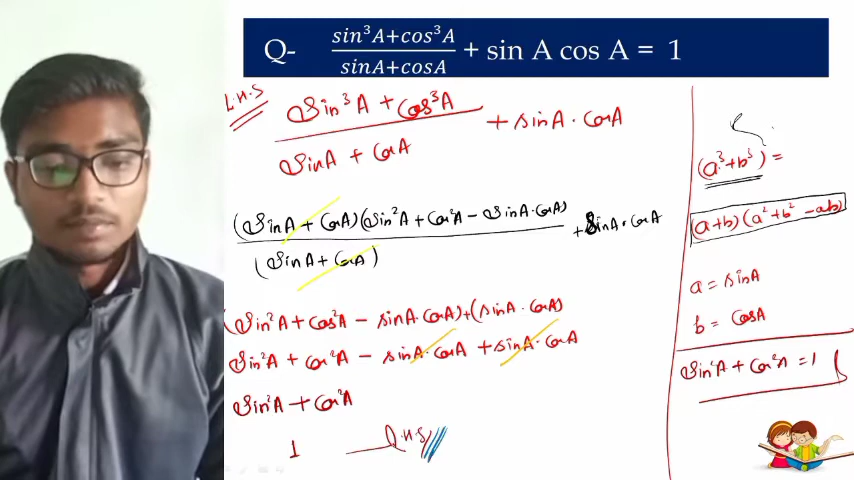 Q- sin³A+cos³A / sinA+cosA + sin A cos A = 1
L.H.S
Sin³A + Cos³A / SinA + CosA + sinA · CosA
(SinA + CosA)(Sin²A + Cos²A − SinA·CosA) / (SinA + CosA) + SinA·CosA
(Sin²A + Cos²A − sinA·CosA)+(sinA·CosA)
Sin²A + Cos²A − sinA·CosA + sinA·CosA
Sin²A + Cos²A
1 R.H.S
(a³+b³) =
(a+b)(a²+b²−ab)
a = sinA
b = CosA
Sin²A + Cos²A = 1